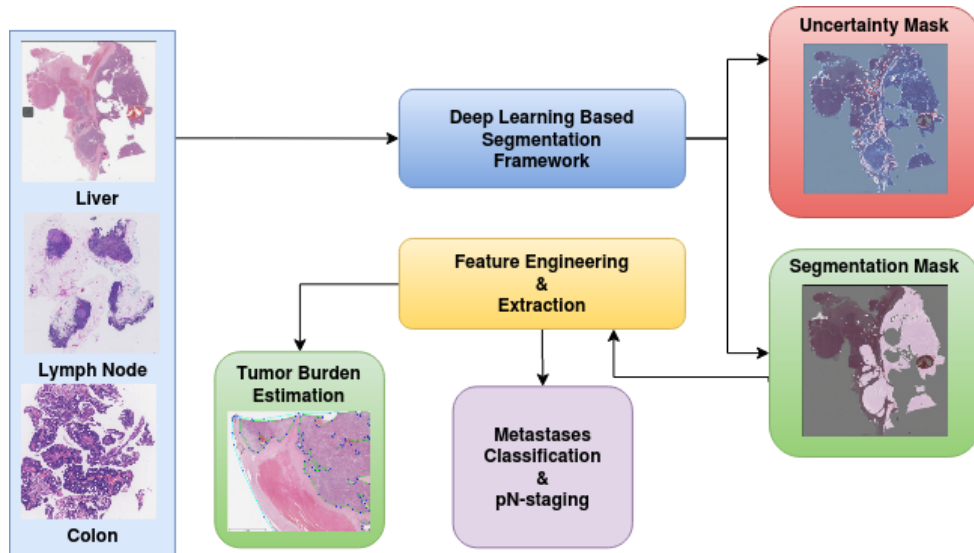 Liver
Lymph Node
Colon
Deep Learning Based
Segmentation
Framework
Uncertainty Mask
Segmentation Mask
Feature Engineering
&
Extraction
Tumor Burden
Estimation
Metastases
Classification
&
pN-staging